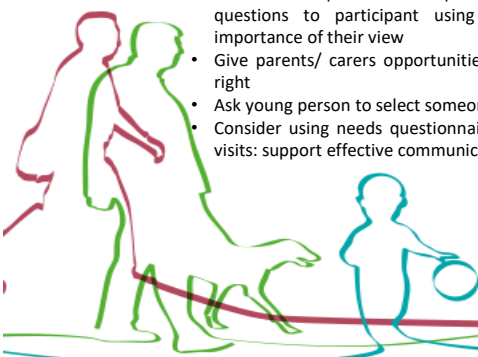 questions to participant using
importance of their view
• Give parents/ carers opportunitie
right
• Ask young person to select someo
• Consider using needs questionnai
visits: support effective communic